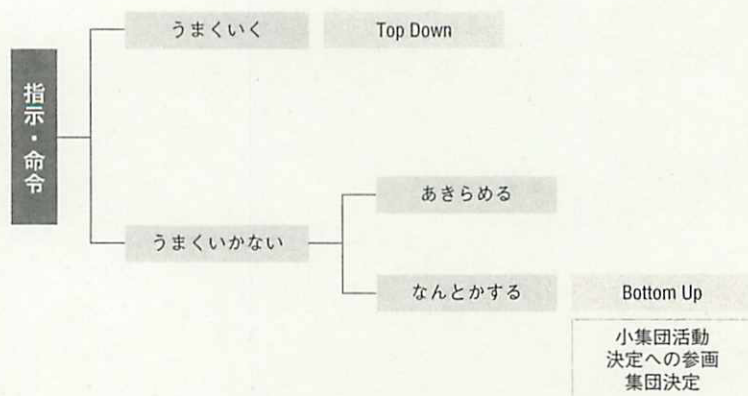 うまくいく
Top Down
指示・命令
あきらめる
うまくいかない
なんとかする
Bottom Up
小集団活動
決定への参画
集団決定